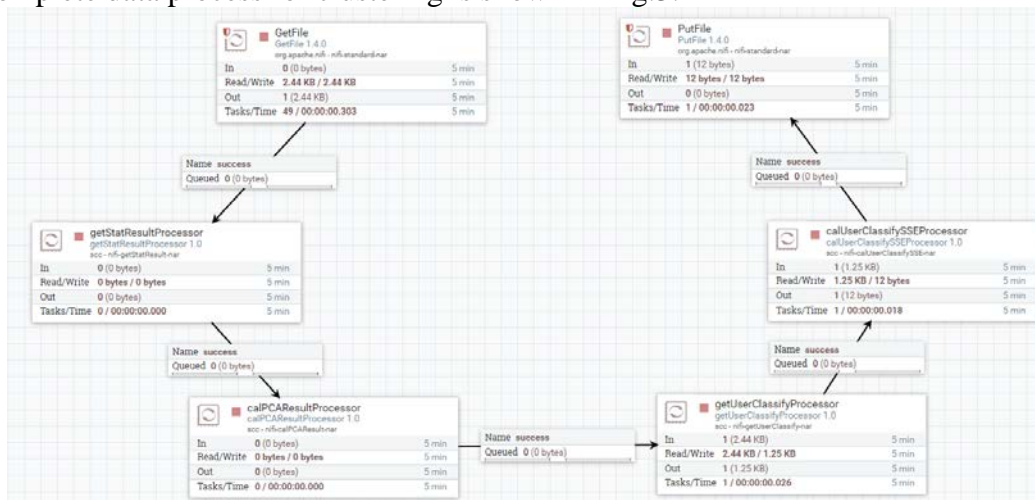 GetFile
GetFile 1.4.0
org.apache.nifi - nifi-standard-nar
In 0 (0 bytes) 5 min
Read/Write 2.44 KB / 2.44 KB 5 min
Out 1 (2.44 KB) 5 min
Tasks/Time 49 / 00:00:00.303 5 min
Name success
Queued 0 (0 bytes)
getStatResultProcessor
getStatResultProcessor 1.0
scc - nifi-getStatResult-nar
In 0 (0 bytes) 5 min
Read/Write 0 bytes / 0 bytes 5 min
Out 0 (0 bytes) 5 min
Tasks/Time 0 / 00:00:00.000 5 min
Name success
Queued 0 (0 bytes)
calPCAResultProcessor
calPCAResultProcessor 1.0
scc - nifi-calPCAResult-nar
In 0 (0 bytes) 5 min
Read/Write 0 bytes / 0 bytes 5 min
Out 0 (0 bytes) 5 min
Tasks/Time 0 / 00:00:00.000 5 min
Name success
Queued 0 (0 bytes)
getUserClassifyProcessor
getUserClassifyProcessor 1.0
scc - nifi-getUserClassify-nar
In 1 (2.44 KB) 5 min
Read/Write 2.44 KB / 1.25 KB 5 min
Out 1 (1.25 KB) 5 min
Tasks/Time 1 / 00:00:00.026 5 min
Name success
Queued 0 (0 bytes)
calUserClassifySSEProcessor
calUserClassifySSEProcessor 1.0
scc - nifi-calUserClassifySSE-nar
In 1 (1.25 KB) 5 min
Read/Write 1.25 KB / 12 bytes 5 min
Out 1 (12 bytes) 5 min
Tasks/Time 1 / 00:00:00.018 5 min
Name success
Queued 0 (0 bytes)
PutFile
PutFile 1.4.0
org.apache.nifi - nifi-standard-nar
In 1 (12 bytes) 5 min
Read/Write 12 bytes / 12 bytes 5 min
Out 0 (0 bytes) 5 min
Tasks/Time 1 / 00:00:00.023 5 min